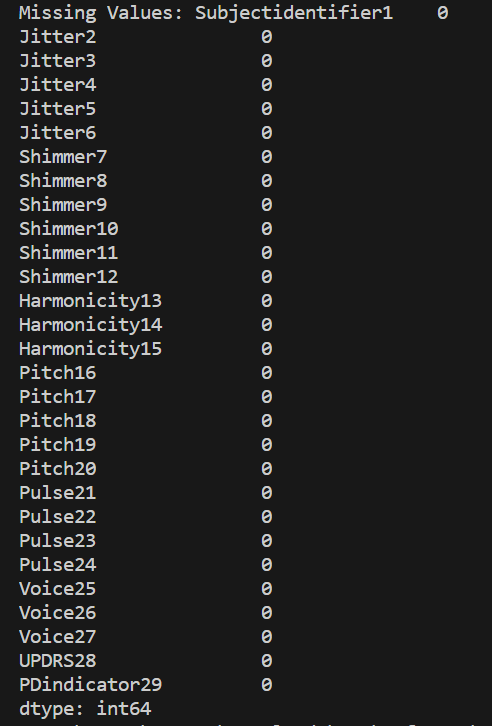 Missing Values: Subjectidentifier1    0
Jitter2               0
Jitter3               0
Jitter4               0
Jitter5               0
Jitter6               0
Shimmer7              0
Shimmer8              0
Shimmer9              0
Shimmer10             0
Shimmer11             0
Shimmer12             0
Harmonicity13         0
Harmonicity14         0
Harmonicity15         0
Pitch16               0
Pitch17               0
Pitch18               0
Pitch19               0
Pitch20               0
Pulse21               0
Pulse22               0
Pulse23               0
Pulse24               0
Voice25               0
Voice26               0
Voice27               0
UPDRS28               0
PDindicator29         0
dtype: int64